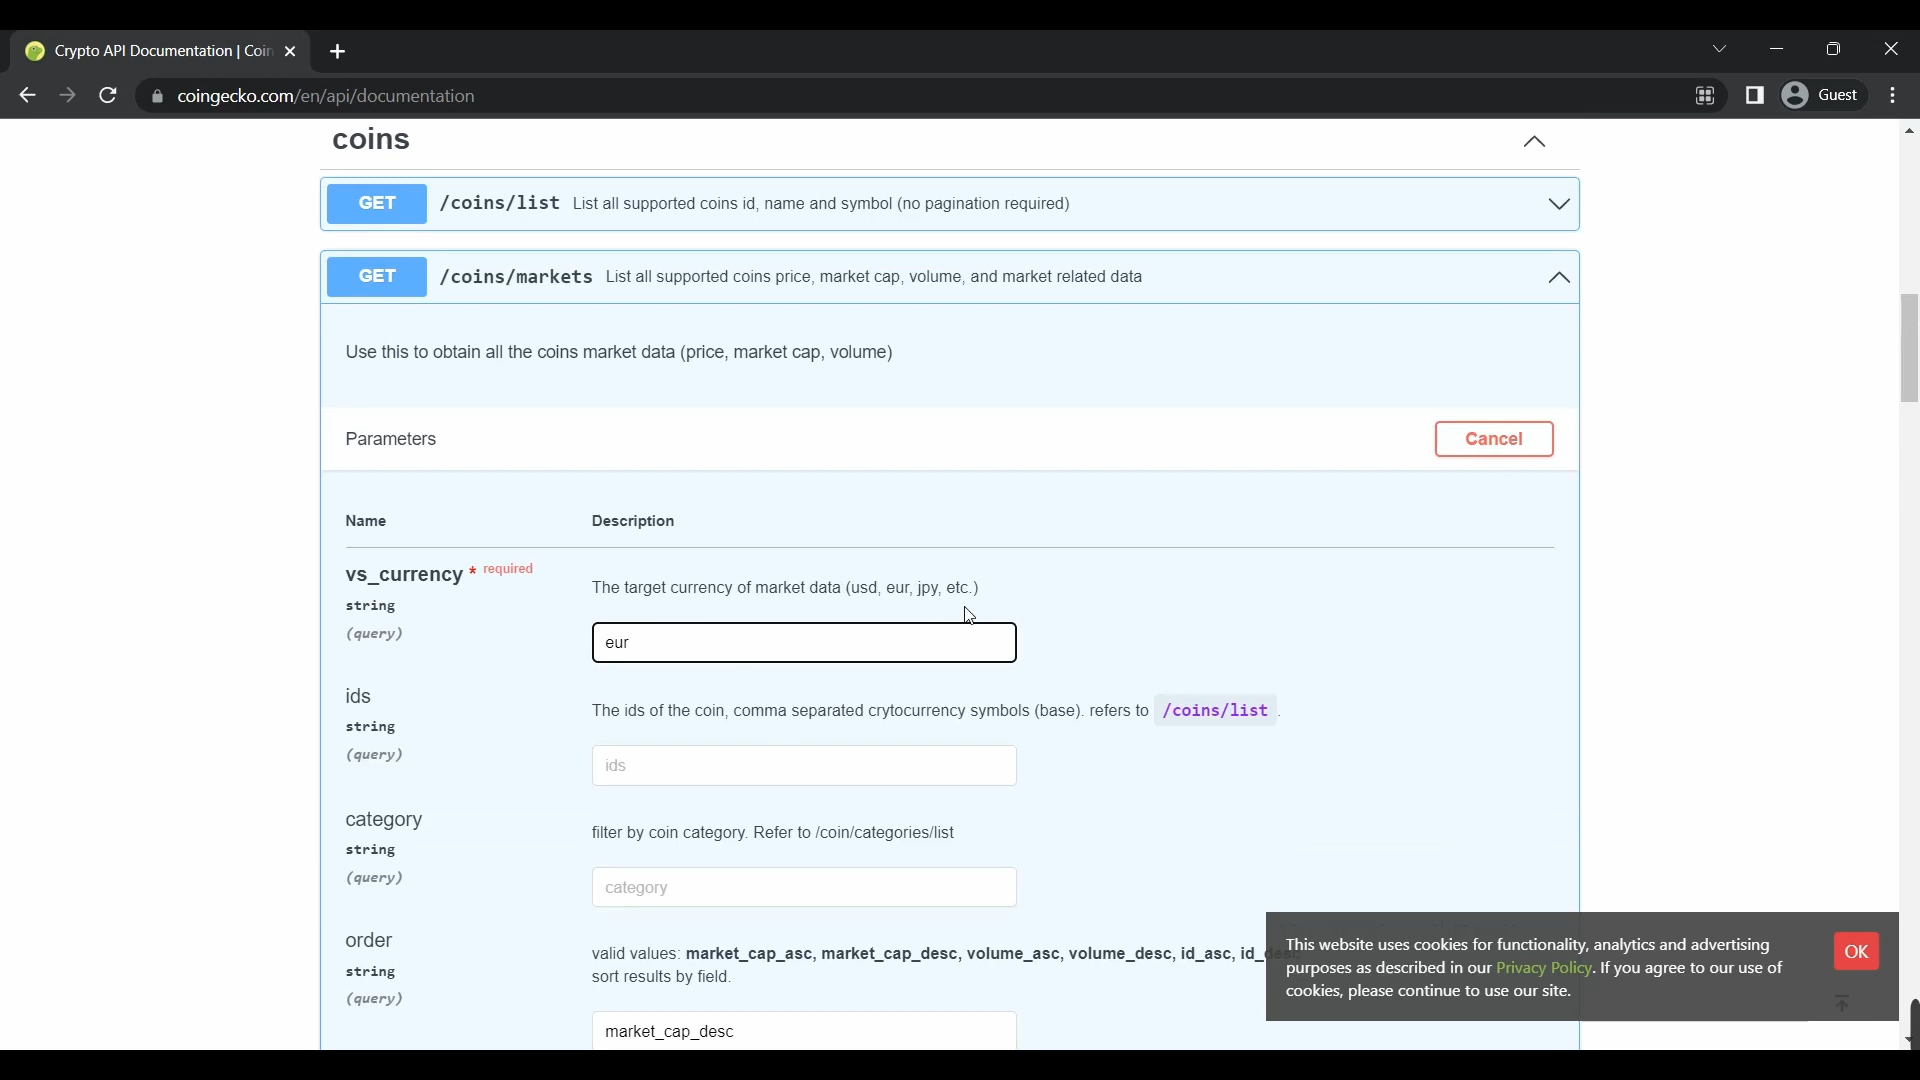 Crypto API Documentation | Coin
coingecko.com/en/api/documentation
Guest
coins
GET /coins/list List all supported coins id, name and symbol (no pagination required)
GET /coins/markets List all supported coins price, market cap, volume, and market related data
Use this to obtain all the coins market data (price, market cap, volume)
Parameters
Cancel
Name Description
vs_currency * required
string
(query)
The target currency of market data (usd, eur, jpy, etc.)
eur
ids
string
(query)
The ids of the coin, comma separated crytocurrency symbols (base). refers to /coins/list .
ids
category
string
(query)
filter by coin category. Refer to /coin/categories/list
category
order
string
(query)
valid values: market_cap_asc, market_cap_desc, volume_asc, volume_desc, id_asc, id_desc
sort results by field.
market_cap_desc
This website uses cookies for functionality, analytics and advertising
purposes as described in our Privacy Policy. If you agree to our use of
cookies, please continue to use our site.
OK